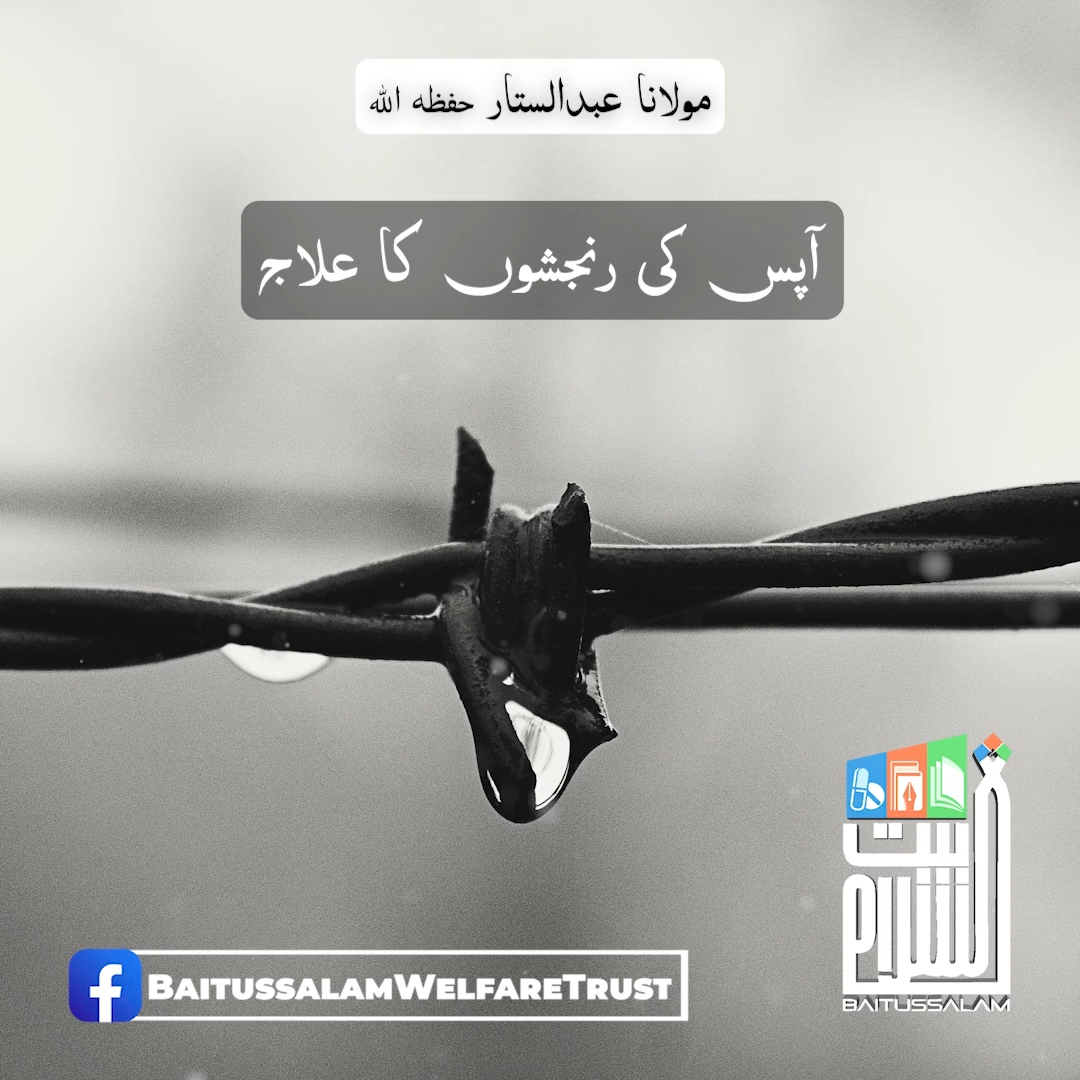 مولانا عبدالستار حفظہ اللہ
آپس کی رنجشوں کا علاج
بیت السلام
BAITUSSALAM
BAITUSSALAMWELFARETRUST